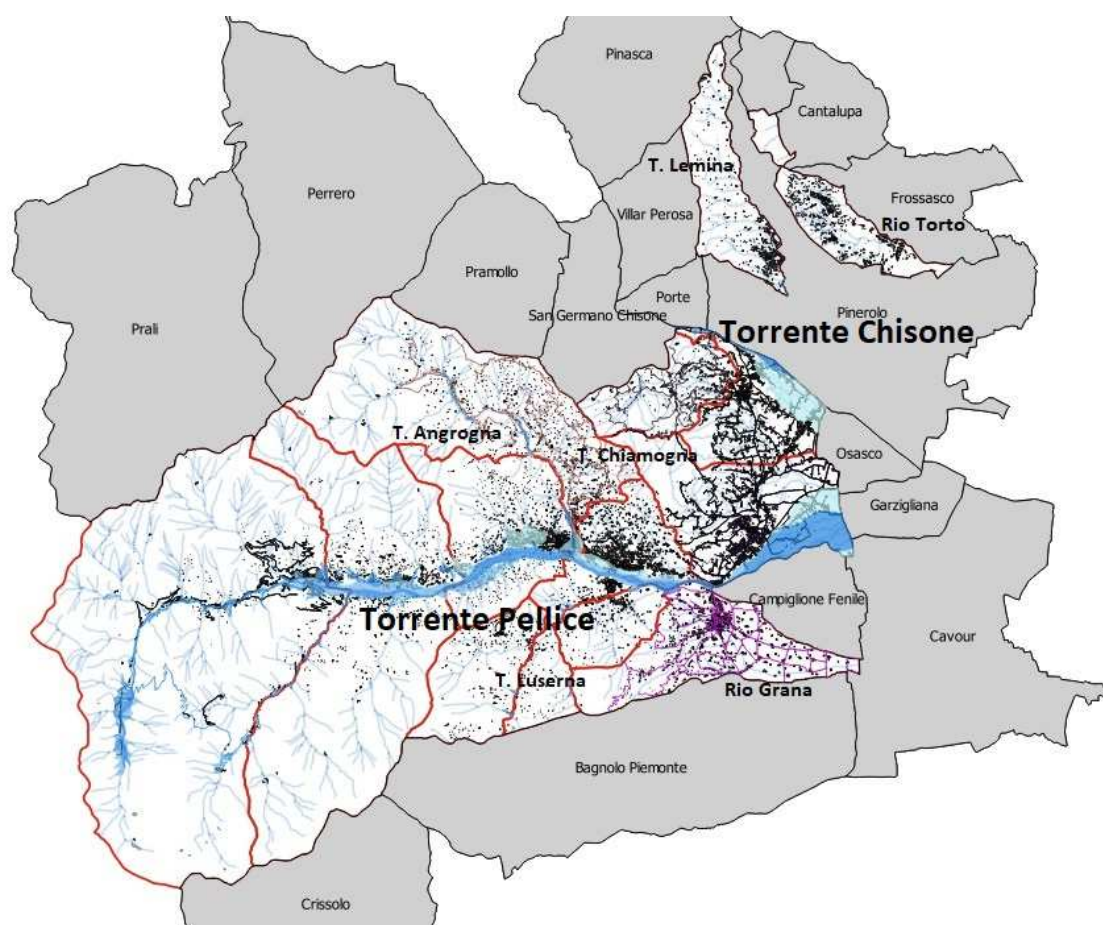 Pinasca
Cantalupa
T. Lemina
Perrero
Frossasco
Villar Perosa
Rio Torto
Pramollo
Porte
Prali
San Germano Chisone
Pinerolo
Torrente Chisone
T. Angrogna
T. Chiamogna
Osasco
Garzigliana
Campiglione Fenile
Torrente Pellice
Cavour
T. Luserna
Rio Grana
Bagnolo Piemonte
Crissolo